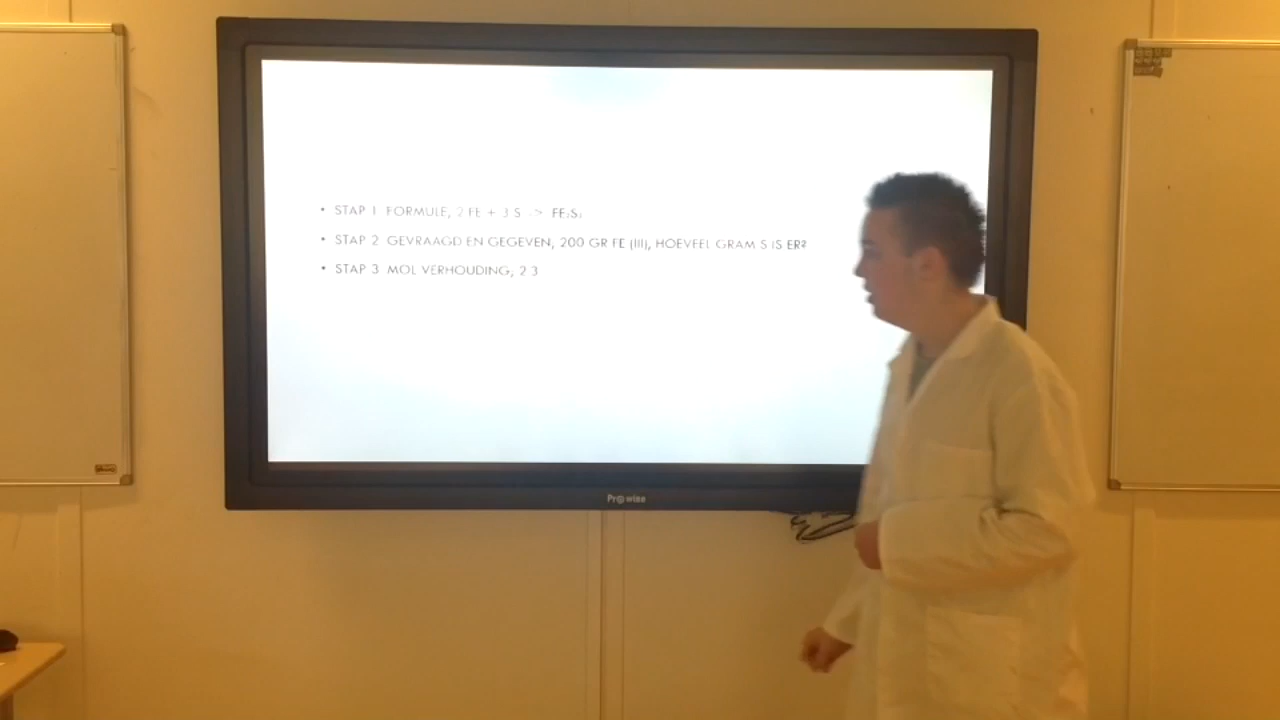 • STAP 1 FORMULE, 2 FE + 3 S -> FE₂S₃
• STAP 2 GEVRAAGD EN GEGEVEN, 200 GR FE (III), HOEVEEL GRAM S IS ER?
• STAP 3 MOL VERHOUDING, 2 3
Prowise